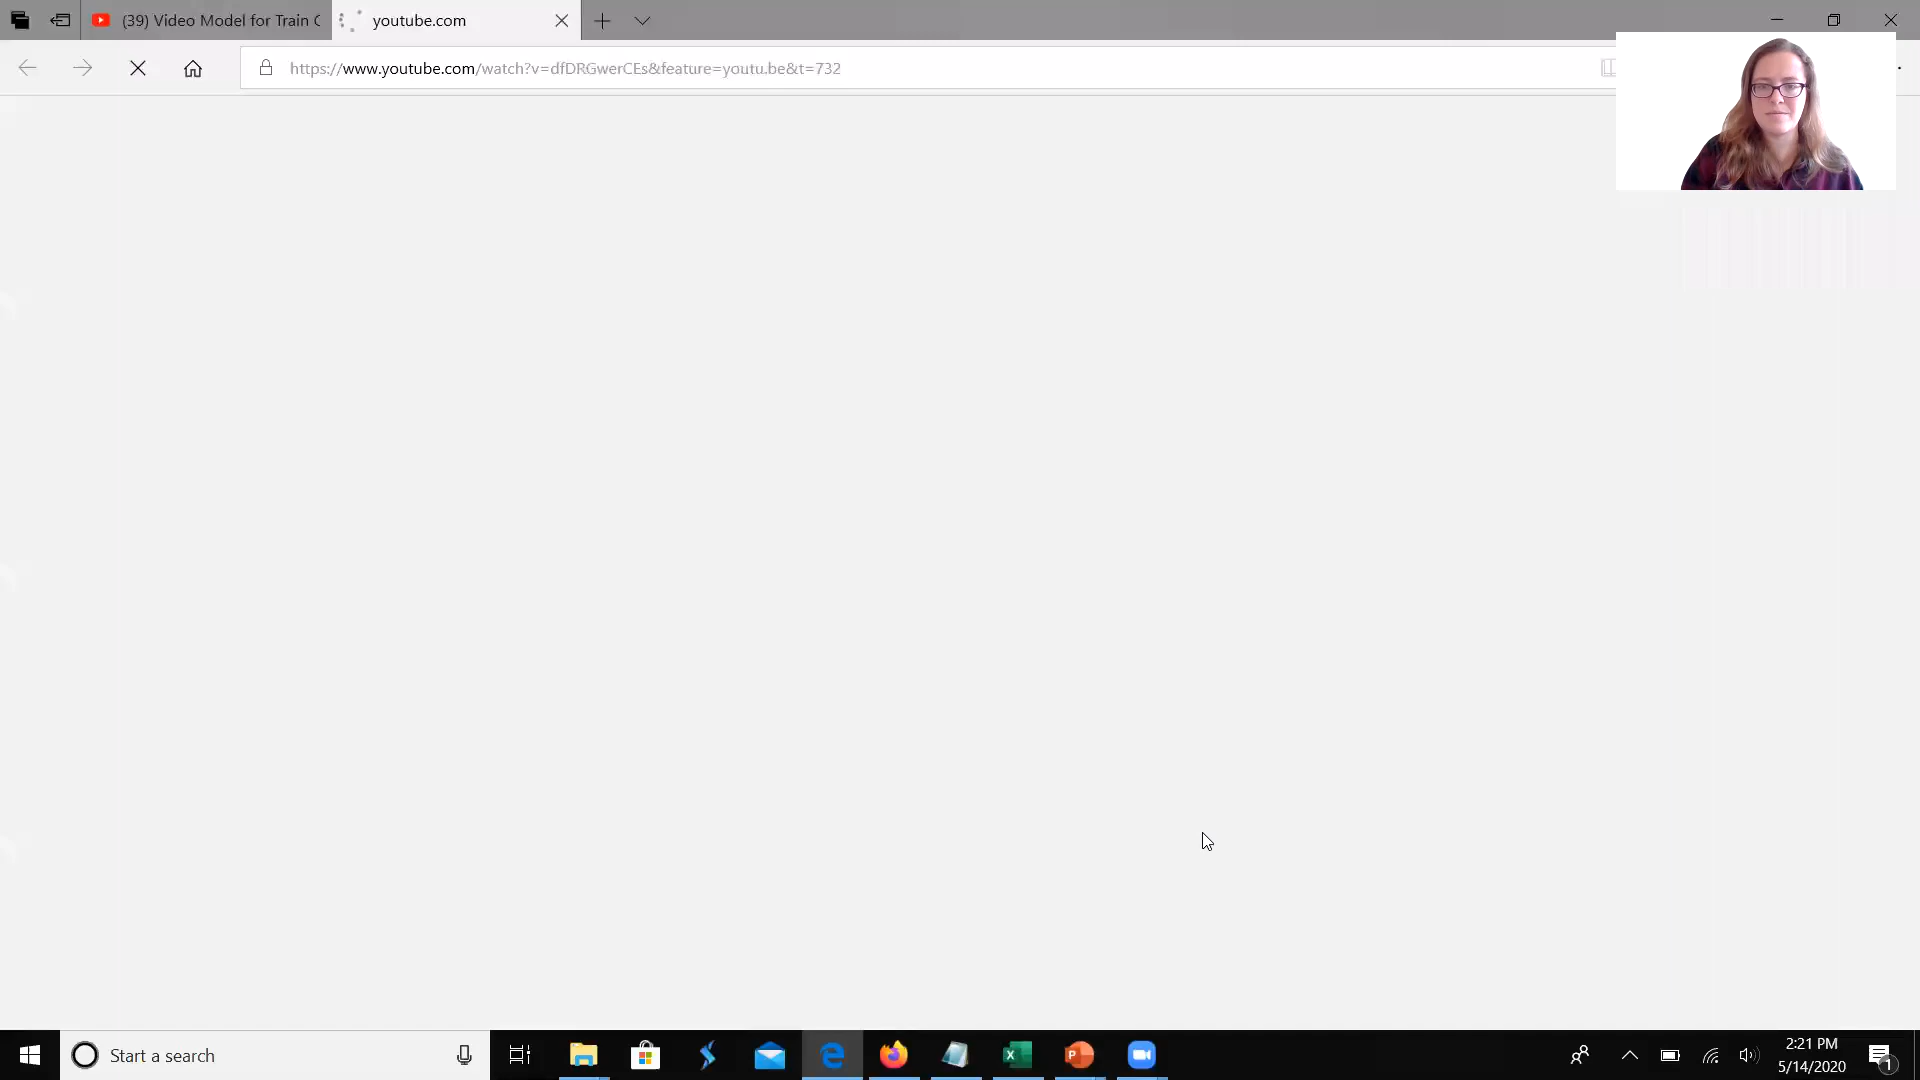 (39) Video Model for Train
youtube.com
https://www.youtube.com/watch?v=dfDRGwerCEs&feature=youtu.be&t=732
Start a search
2:21 PM
5/14/2020
1